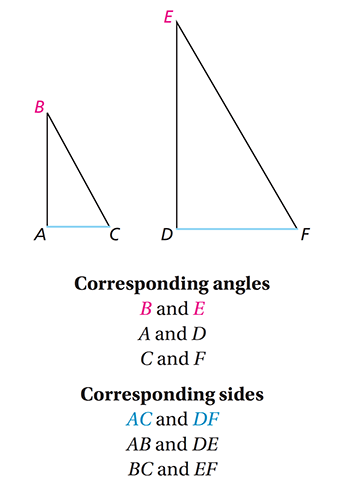 E
B
A
C
D
F
Corresponding angles
B and E
A and D
C and F
Corresponding sides
AC and DF
AB and DE
BC and EF